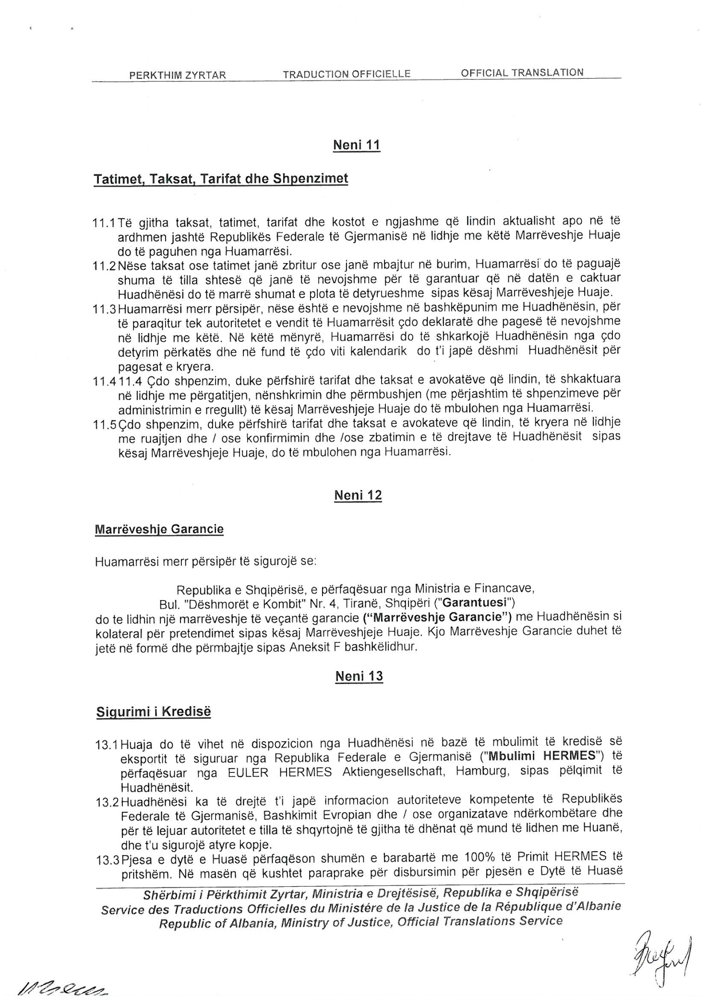 PERKTHIM ZYRTAR TRADUCTION OFFICIELLE OFFICIAL TRANSLATION
Neni 11
Tatimet, Taksat, Tarifat dhe Shpenzimet
11.1 Të gjitha taksat, tatimet, tarifat dhe kostot e ngjashme që lindin aktualisht apo në të
ardhmen jashtë Republikës Federale të Gjermanisë në lidhje me këtë Marrëveshje Huaje
do të paguhen nga Huamarrësi.
11.2 Nëse taksat ose tatimet janë zbritur ose janë mbajtur në burim, Huamarrësi do të paguajë
shuma të tilla shtesë që janë të nevojshme për të garantuar që në datën e caktuar
Huadhënësi do të marrë shumat e plota të detyrueshme sipas kësaj Marrëveshjeje Huaje.
11.3 Huamarrësi merr përsipër, nëse është e nevojshme në bashkëpunim me Huadhënësin, për
të paraqitur tek autoritetet e vendit të Huamarrësit çdo deklaratë dhe pagesë të nevojshme
në lidhje me këtë. Në këtë mënyrë, Huamarrësi do të shkarkojë Huadhënësin nga çdo
detyrim përkatës dhe në fund të çdo viti kalendarik do t'i japë dëshmi Huadhënësit për
pagesat e kryera.
11.4 11.4 Çdo shpenzim, duke përfshirë tarifat dhe taksat e avokatëve që lindin, të shkaktuara
në lidhje me përgatitjen, nënshkrimin dhe përmbushjen (me përjashtim të shpenzimeve për
administrimin e rregullt) të kësaj Marrëveshjeje Huaje do të mbulohen nga Huamarrësi.
11.5 Çdo shpenzim, duke përfshirë tarifat dhe taksat e avokateve që lindin, të kryera në lidhje
me ruajtjen dhe / ose konfirmimin dhe /ose zbatimin e të drejtave të Huadhënësit sipas
kësaj Marrëveshjeje Huaje, do të mbulohen nga Huamarrësi.
Neni 12
Marrëveshje Garancie
Huamarrësi merr përsipër të sigurojë se:
Republika e Shqipërisë, e përfaqësuar nga Ministria e Financave,
Bul. "Dëshmorët e Kombit" Nr. 4, Tiranë, Shqipëri ("Garantuesi")
do te lidhin një marrëveshje të veçantë garancie (“Marrëveshje Garancie”) me Huadhënësin si
kolateral për pretendimet sipas kësaj Marrëveshjeje Huaje. Kjo Marrëveshje Garancie duhet të
jetë në formë dhe përmbajtje sipas Aneksit F bashkëlidhur.
Neni 13
Sigurimi i Kredisë
13.1 Huaja do të vihet në dispozicion nga Huadhënësi në bazë të mbulimit të kredisë së
eksportit të siguruar nga Republika Federale e Gjermanisë ("Mbulimi HERMES") të
përfaqësuar nga EULER HERMES Aktiengesellschaft, Hamburg, sipas pëlqimit të
Huadhënësit.
13.2 Huadhënësi ka të drejtë t'i japë informacion autoriteteve kompetente të Republikës
Federale të Gjermanisë, Bashkimit Evropian dhe / ose organizatave ndërkombëtare dhe
për të lejuar autoritetet e tilla të shqyrtojnë të gjitha të dhënat që mund të lidhen me Huanë,
dhe t'u sigurojë atyre kopje.
13.3 Pjesa e dytë e Huasë përfaqëson shumën e barabartë me 100% të Primit HERMES të
pritshëm. Në masën që kushtet paraprake për disbursimin për pjesën e Dytë të Huasë
Shërbimi i Përkthimit Zyrtar, Ministria e Drejtësisë, Republika e Shqipërisë
Service des Traductions Officielles du Ministére de la Justice de la République d'Albanie
Republic of Albania, Ministry of Justice, Official Translations Service